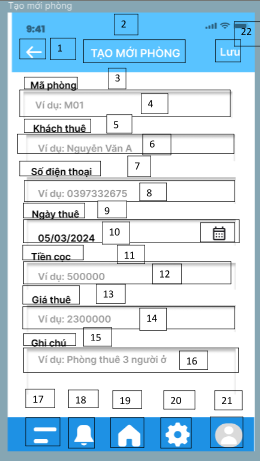 Tạo mới phòng
2
9:41
22
1
TẠO MỚI PHÒNG
Lưu
3
Mã phòng
4
Ví dụ: M01
5
Khách thuê
6
Ví dụ: Nguyên Văn A
7
Số điện thoại
8
Ví dụ: 0397332675
9
Ngày thuê
10
05/03/2024
11
Tiền cọc
12
Ví dụ: 500000
13
Giá thuê
14
Ví dụ: 2300000
15
Ghi chú
16
Ví dụ: Phòng thuê 3 người ở
17 18 19 20 21